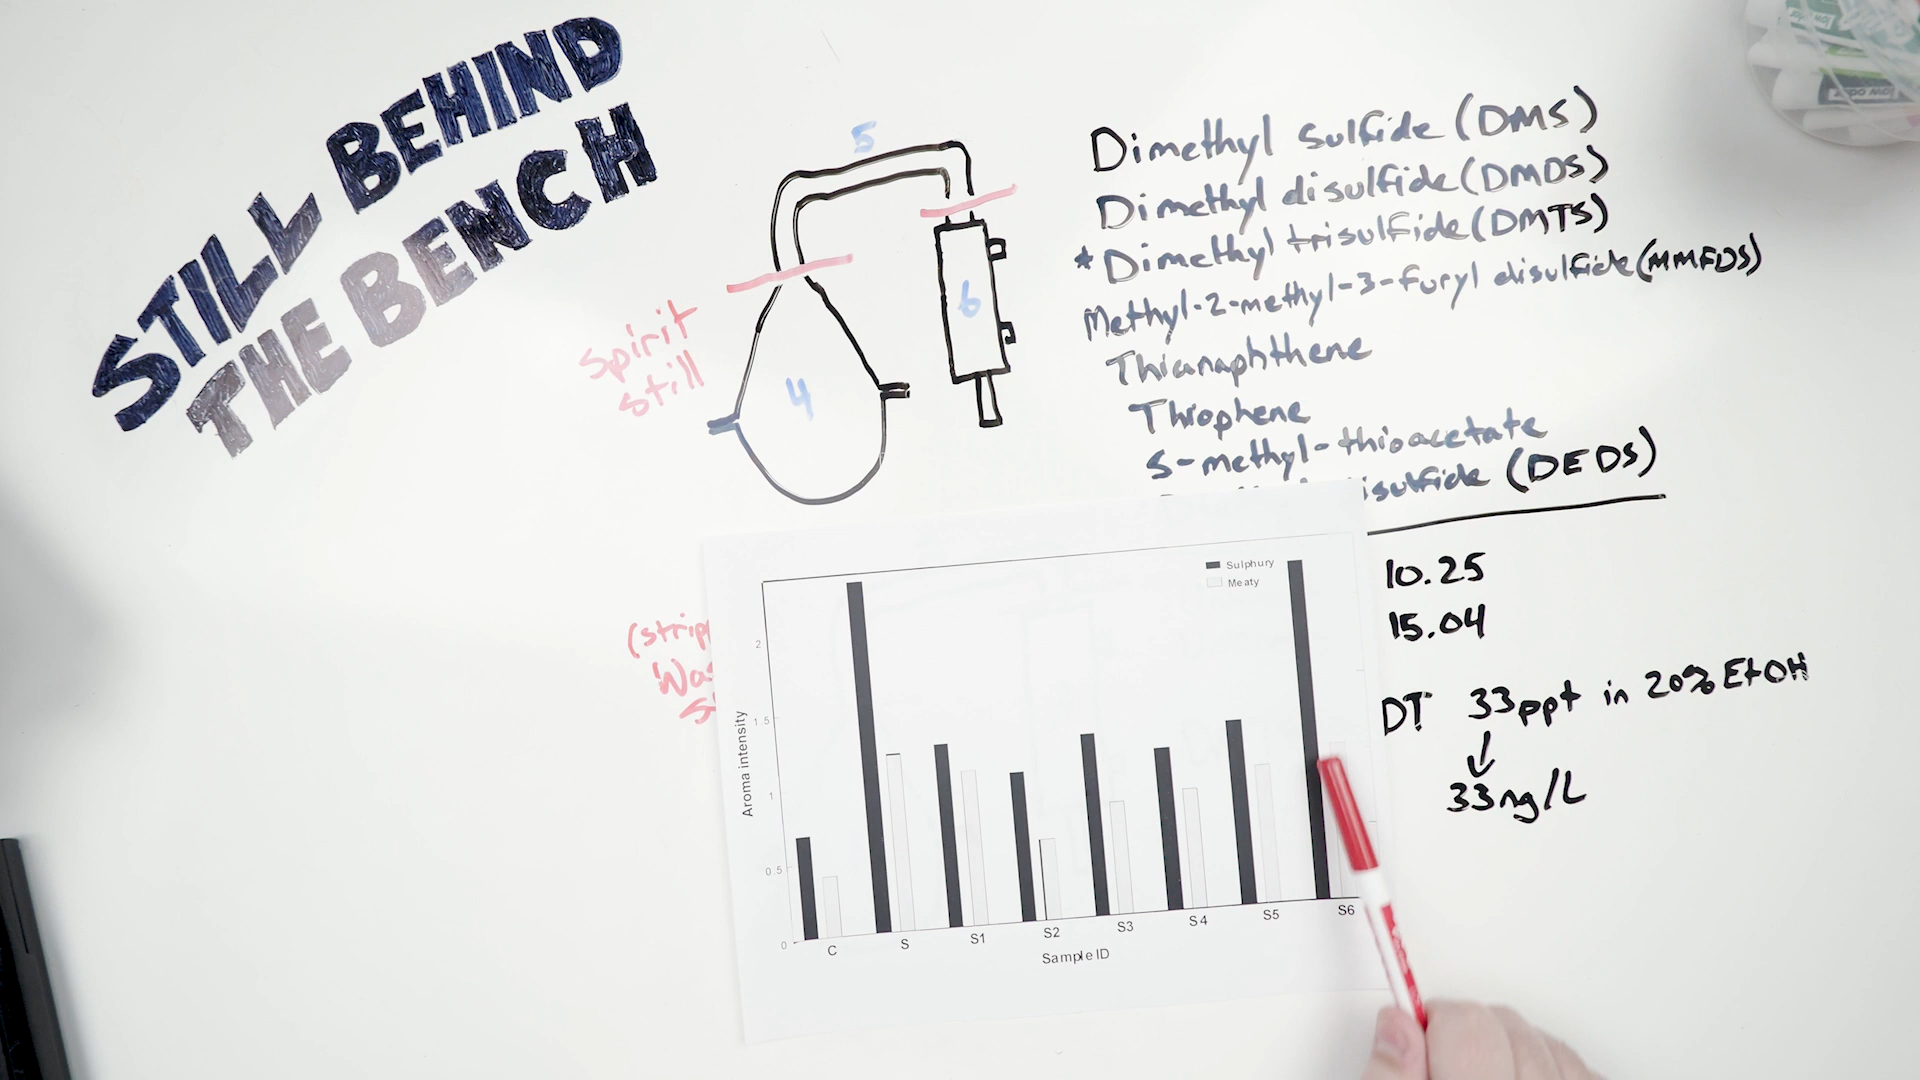 STILL BEHIND
THE BENCH
5
6
4
Spirit
still
Dimethyl sulfide (DMS)
Dimethyl disulfide (DMDS)
*Dimethyl trisulfide (DMTS)
Methyl-2-methyl-3-furyl disulfide (MMFDS)
Thianaphthene
Thiophene
S-methyl-thioacetate
(DEDS)
10.25
15.04
DT 33ppt in 20% EtOH
33ng/L
Sulphury
Meaty
2
1.5
1
0.5
0
Aroma intensity
C S S1 S2 S3 S4 S5 S6
Sample ID